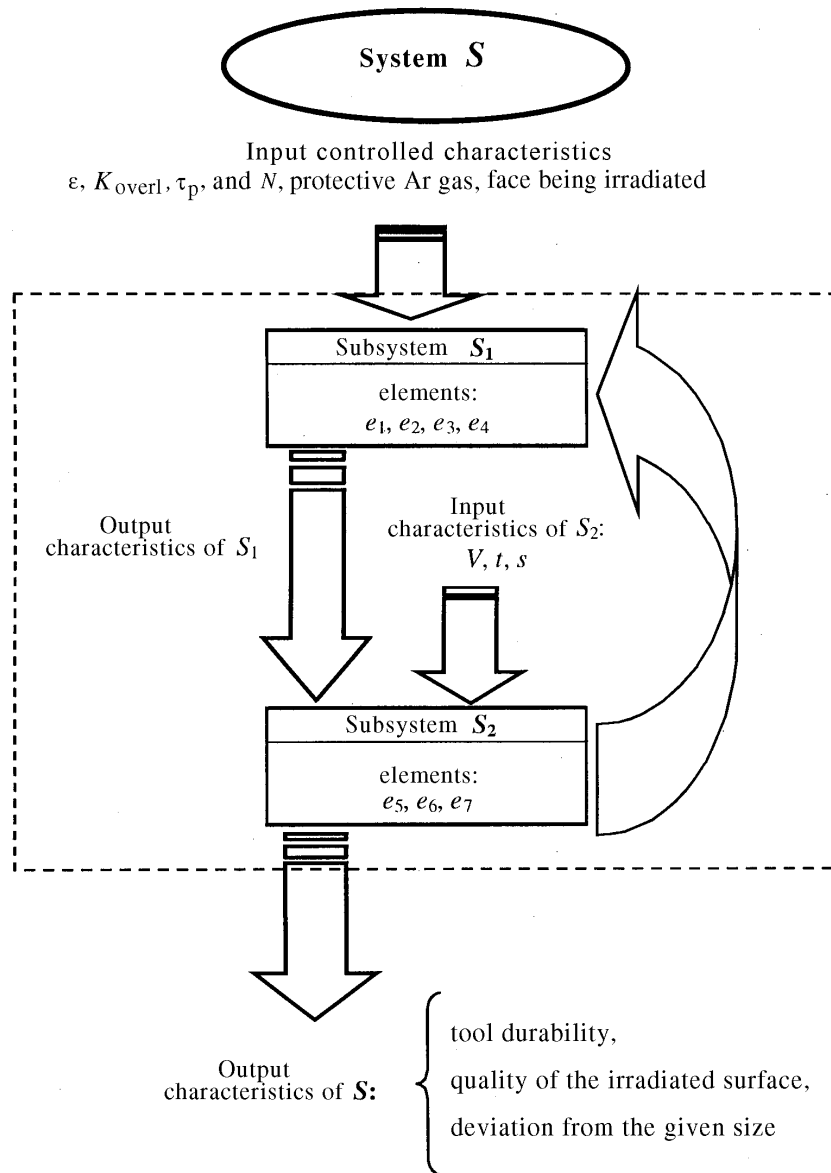 System S
Input controlled characteristics
ε, K overl, τp, and N, protective Ar gas, face being irradiated
Subsystem S1
elements:
e1, e2, e3, e4
Output
characteristics of S1
Input
characteristics of S2:
V, t, s
Subsystem S2
elements:
e5, e6, e7
Output
characteristics of S:
tool durability,
quality of the irradiated surface,
deviation from the given size